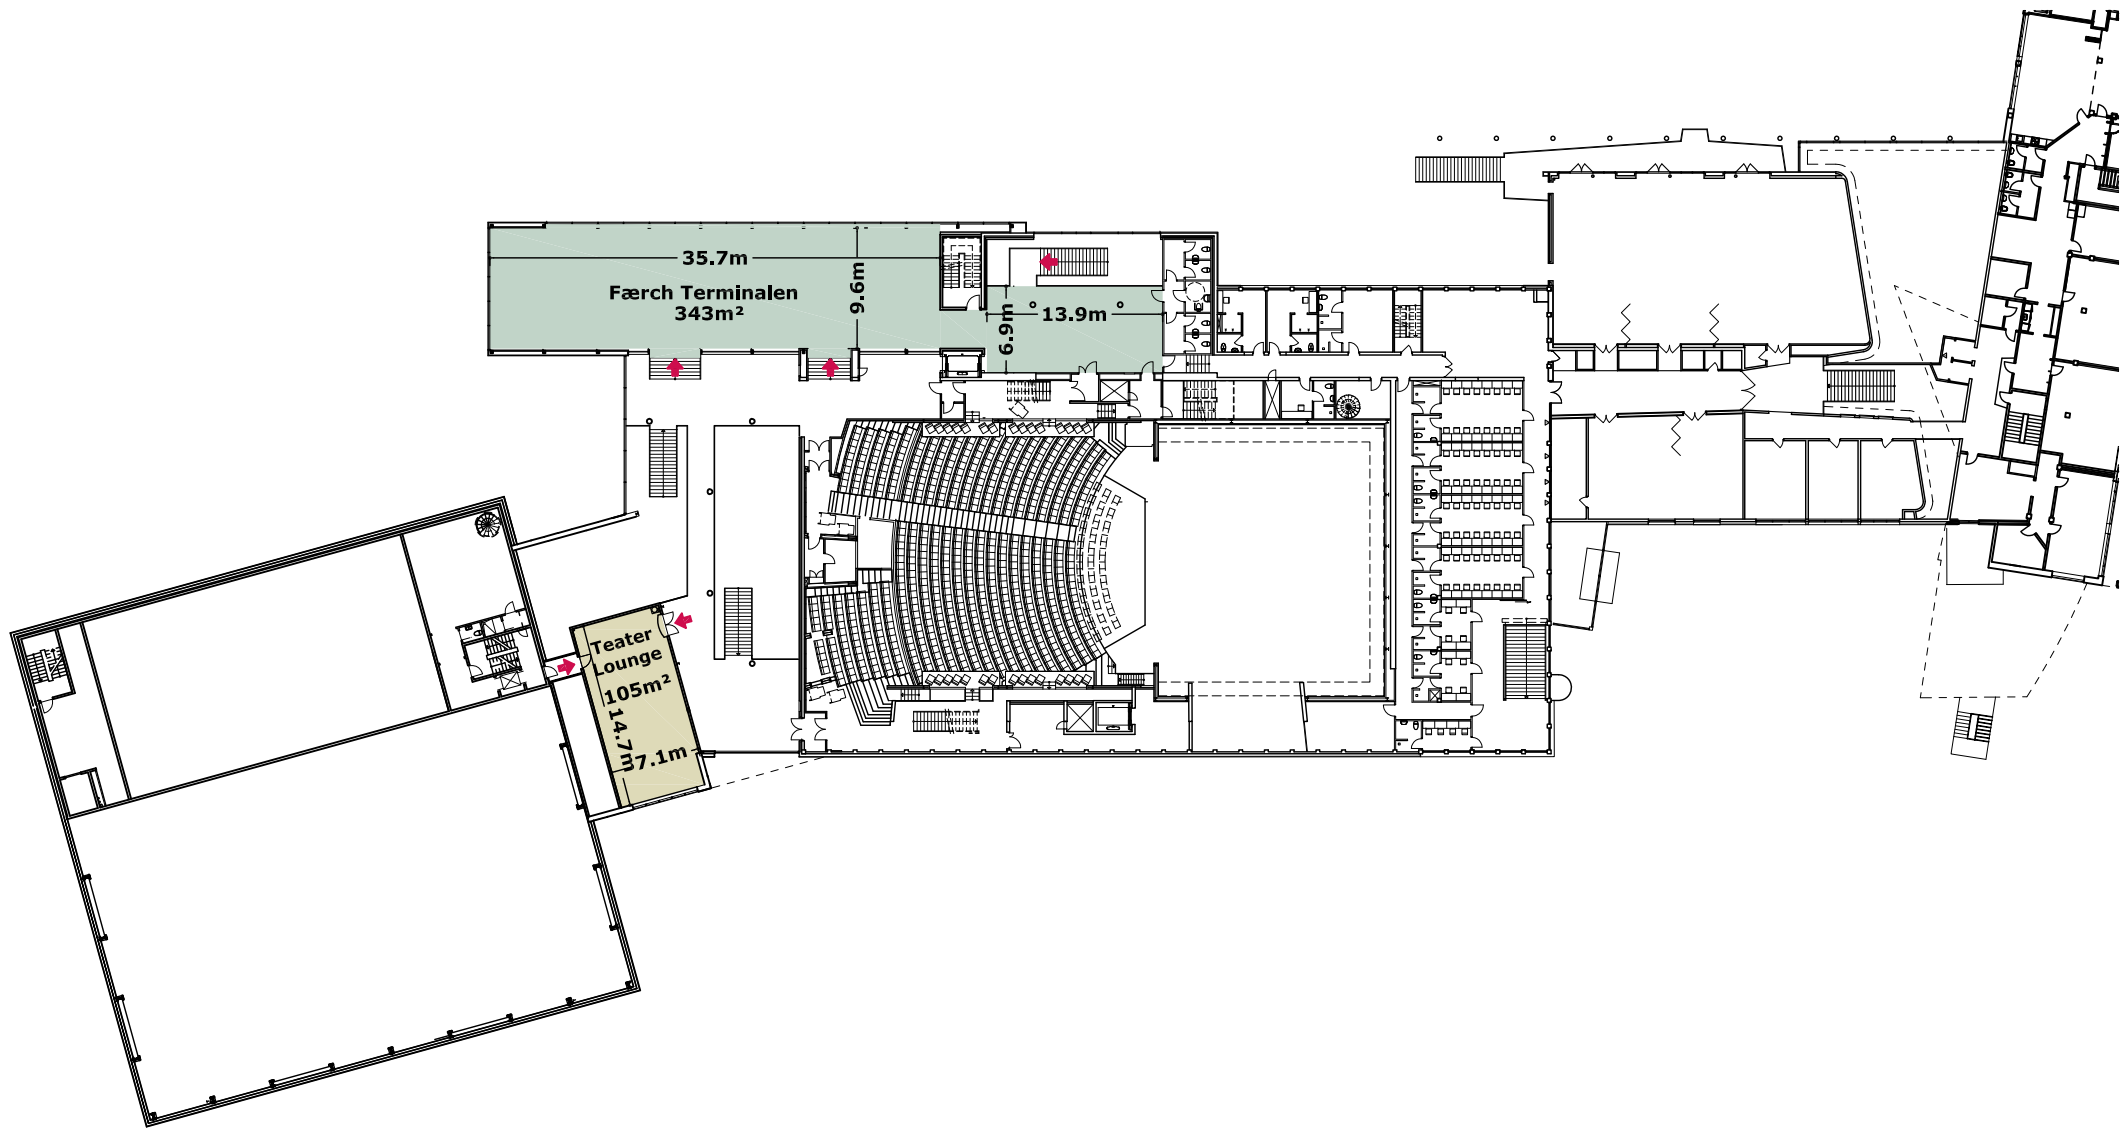 35.7m
Færch Terminalen
343m²
9.6m
6.9m
13.9m
Teater
Lounge
105m²
14.7m
7.1m